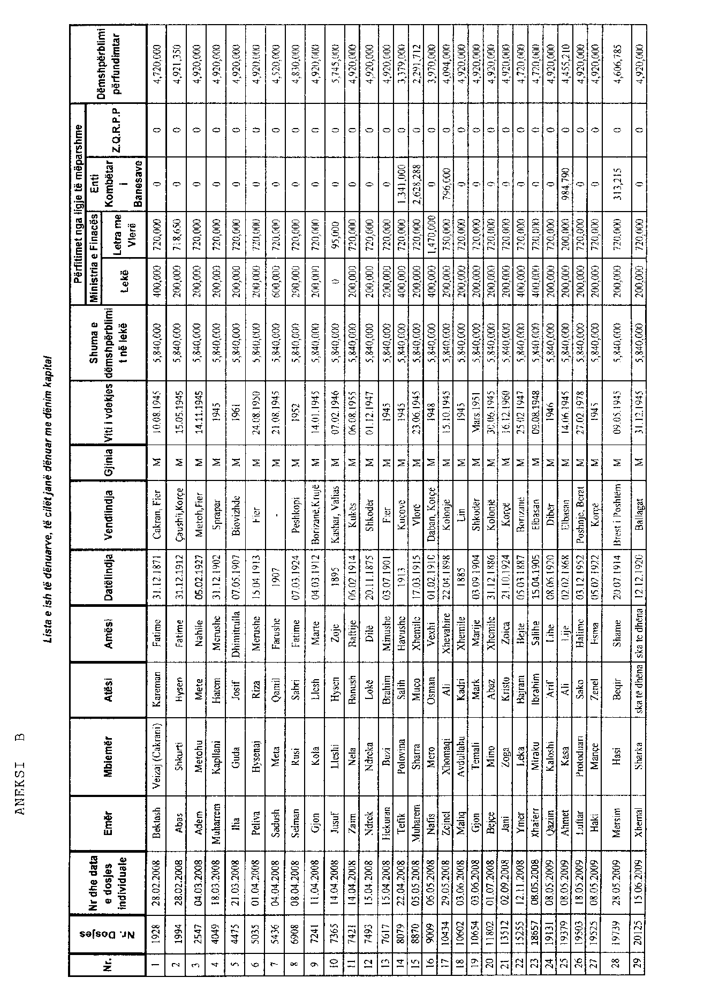 ANEKSI B
Lista e ish të dënuarve, të cilët janë dënuar me dënim kapital
Nr. Nr. Dosjes Nr dhe data e dosjes individuale Emër Mbiemër Atësi Amësi Datëlindja Vendlindja Gjinia Viti i vdekjes Shuma e dëmshpërblimi t në lekë Përfitimet nga ligje të mëparshme Dëmshpërblimi përfundimtar
Ministria e Finacës Enti Kombëtar i Banesave Z.Q.R.P.P
Lekë Letra me Vlerë
1 1928 28.02.2008 Bektash Veizaj (Cakrani) Kareman Fatime 31.12.1871 Cakran, Fier M 10.08.1945 5,840,000 400,000 720,000 0 0 4,720,000
2 1994 28.02.2008 Abas Shkurti Hysen Fatime 31.12.1912 Çaushli,Korçe M 15.05.1945 5,840,000 200,000 718,650 0 0 4,921,350
3 2547 04.03.2008 Adem Metohu Mete Nahile 05.02.1927 Metoh,Fier M 14.11.1945 5,840,000 200,000 720,000 0 0 4,920,000
4 4049 18.03.2008 Muharrem Kapllani Hatem Merushe 31.12.1902 Sprapar M 1945 5,840,000 200,000 720,000 0 0 4,920,000
5 4475 21.03.2008 Ilia Guda Josif Dhimitrulla 07.05.1907 Biovizhde M 1961 5,840,000 200,000 720,000 0 0 4,920,000
6 5035 01.04.2008 Peliva Hysenaj Riza Merushe 15.04.1913 Fier M 24.08.1950 5,840,000 200,000 720,000 0 0 4,920,000
7 5436 04.04.2008 Sadush Meta Qamil Farushe 1907 - M 21.08.1945 5,840,000 600,000 720,000 0 0 4,520,000
8 6908 08.04.2008 Selman Rusi Sabri Fatime 07.03.1924 Peshkopi M 1952 5,840,000 290,000 720,000 0 0 4,830,000
9 7241 11.04.2008 Gjon Kola Llesh Marte 04.03.1912 Borizanë,Krujë M 14.01.1945 5,840,000 200,000 720,000 0 0 4,920,000
10 7365 14.04.2008 Jusuf Lleshi Hysen Zoje 1895 Kashar, Valias M 07.02.1946 5,840,000 0 95,000 0 0 5,745,000
11 7421 14.04.2008 Zaim Nela Banush Baftije 06.02.1914 Kukës M 06.08.1955 5,840,000 200,000 720,000 0 0 4,920,000
12 7493 15.04.2008 Ndrek Ndreka Lokë Dile 20.11.1875 Shkoder M 01.12.1947 5,840,000 200,000 720,000 0 0 4,920,000
13 7617 15.04.2008 Hekuran Buzi Brahim Minushe 03.07.1901 Fier M 1945 5,840,000 200,000 720,000 0 0 4,920,000
14 8079 22.04.2008 Tefik Polovina Salih Havushe 1913 Kuçovë M 1945 5,840,000 400,000 720,000 1,341,000 0 3,379,000
15 8870 05.05.2008 Muharem Sharra Muço Xhemile 17.03.1915 Vlorë M 23.06.1945 5,840,000 200,000 720,000 2,628,288 0 2,291,712
16 9009 06.05.2008 Nafis Mero Osman Vexhi 01.02.1910 Daban, Korçë M 1948 5,840,000 400,000 1,470,000 0 0 3,970,000
17 10434 29.05.2008 Zejnel Xhomaqi Ali Xhevahire 22.04.1898 Kolonje M 15.10.1945 5,840,000 200,000 750,000 796,000 0 4,094,000
18 10602 03.06.2008 Maliq Avdullahu Kadri Xhemile 1885 Lin M 1945 5,840,000 200,000 720,000 0 0 4,920,000
19 10654 03.06.2008 Gjon Temali Mark Marije 03.09.1904 Shkodër M Mars.1951 5,840,000 200,000 720,000 0 0 4,920,000
20 11802 01.07.2008 Bejçe Mino Abaz Xhemile 31.12.1886 Kolonjë M 30.06.1945 5,840,000 200,000 720,000 0 0 4,920,000
21 13512 02.09.2008 Jani Zoga Kristo Zoica 21.10.1924 Korçe M 16.12.1960 5,840,000 200,000 720,000 0 0 4,920,000
22 15255 12.11.2008 Ymer Leka Bajram Bejte 05.03.1887 Borizanë M 25.02.1947 5,840,000 400,000 720,000 0 0 4,720,000
23 18657 08.05.2008 Xhaferr Miraku Ibrahim Salihe 15.04.1905 Elbasan M 09.08.1948 5,840,000 400,000 720,000 0 0 4,720,000
24 19131 08.05.2009 Qazim Kaloshi Arif Lihe 08.06.1920 Dibër M 1946 5,840,000 200,000 720,000 0 0 4,920,000
25 19379 08.05.2009 Ahmet Kasa Ali Lije 02.02.1868 Elbasan M 14.06.1945 5,840,000 200,000 200,000 984,790 0 4,455,210
26 19503 18.05.2009 Luftar Protoduari Sako Halime 03.12.1952 Poshnje, Berat M 27.02.1978 5,840,000 200,000 720,000 0 0 4,920,000
27 19525 08.05.2009 Haki Mançe Zenel Esma 05.02.1922 Korçë M 1945 5,840,000 200,000 720,000 0 0 4,920,000
28 19739 28.05.2009 Mersim Hasi Beqir Shame 20.07.1914 Brest i Poshtëm M 09.05.1945 5,840,000 200,000 720,000 313,215 0 4,606,785
29 20125 15.06.2009 Xhemal Sharka ska të dhëna ska te dhëna 12.12.1920 Ballagat M 31.12.1945 5,840,000 200,000 720,000 0 0 4,920,000